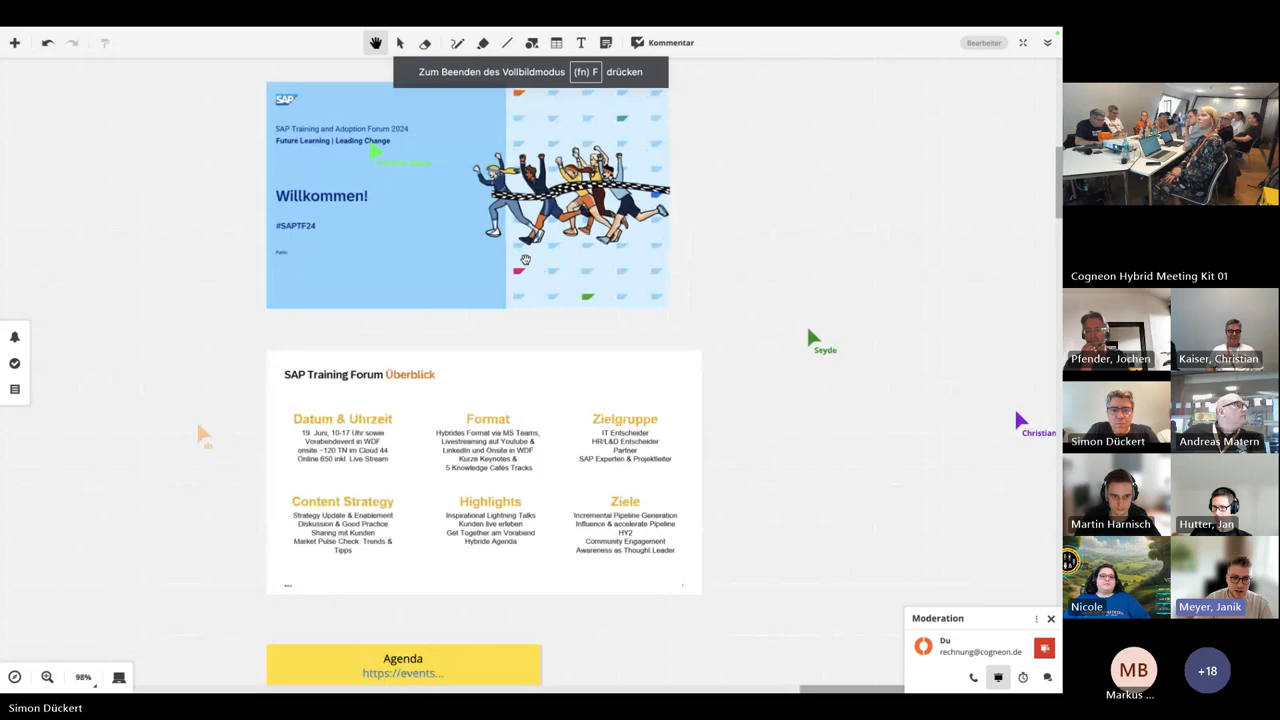 Kommentar
Bearbeiter
Zum Beenden des Vollbildmodus (fn) F drücken
SAP
SAP Training and Adoption Forum 2024
Future Learning | Leading Change
Willkommen!
#SAPTF24
Public
Seyde
Christian
SAP Training Forum Überblick
Datum & Uhrzeit
19. Juni, 10-17 Uhr sowie
Vorabendevent in WDF
onsite ~120 TN im Cloud 44
Online 650 inkl. Live Stream
Format
Hybrides Format via MS Teams,
Livestreaming auf Youtube &
LinkedIn und Onsite in WDF
Kurze Keynotes &
5 Knowledge Cafés Tracks
Zielgruppe
IT Entscheider
HR/L&D Entscheider
Partner
SAP Experten & Projektleiter
Content Strategy
Strategy Update & Enablement
Diskussion & Good Practice
Sharing mit Kunden
Market Pulse Check: Trends &
Tipps
Highlights
Inspirational Lightning Talks
Kunden live erleben
Get Together am Vorabend
Hybride Agenda
Ziele
Incremental Pipeline Generation
Influence & accelerate Pipeline
HY2
Community Engagement
Awareness as Thought Leader
Agenda
https://events...
98%
Moderation
Du
rechnung@cogneon.de
Simon Dückert
Cogneon Hybrid Meeting Kit 01
Pfender, Jochen
Kaiser, Christian
Simon Dückert
Andreas Matern
Martin Harnisch
Hutter, Jan
Nicole
Meyer, Janik
MB
Markus ...
+18